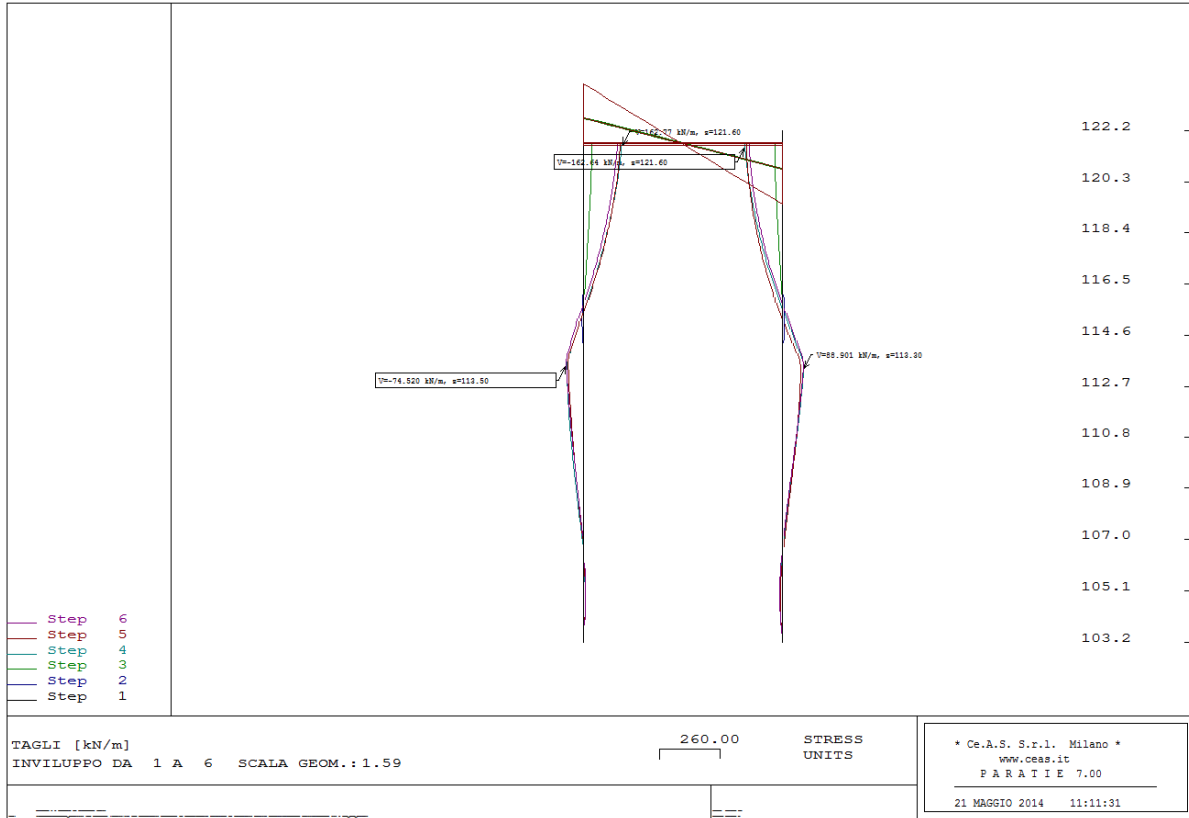 V=162.77 kN/m, z=121.60
V=-162.64 kN/m, z=121.60
V=88.901 kN/m, z=113.30
V=-74.520 kN/m, z=113.50
122.2
120.3
118.4
116.5
114.6
112.7
110.8
108.9
107.0
105.1
103.2
Step 6
Step 5
Step 4
Step 3
Step 2
Step 1
TAGLI [kN/m]
INVILUPPO DA 1 A 6 SCALA GEOM.: 1.59
260.00
STRESS
UNITS
* Ce.A.S. S.r.l. Milano *
www.ceas.it
P A R A T I E 7.00
21 MAGGIO 2014 11:11:31